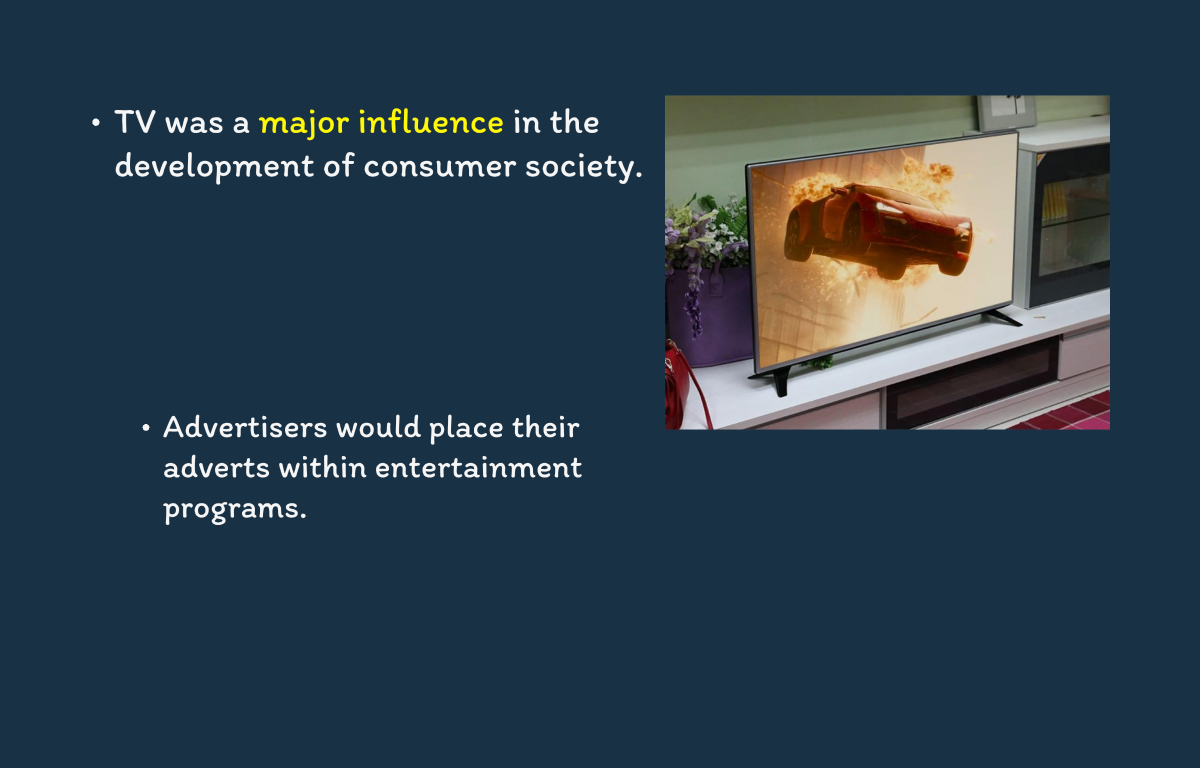 • TV was a major influence in the
development of consumer society.
• Advertisers would place their
adverts within entertainment
programs.